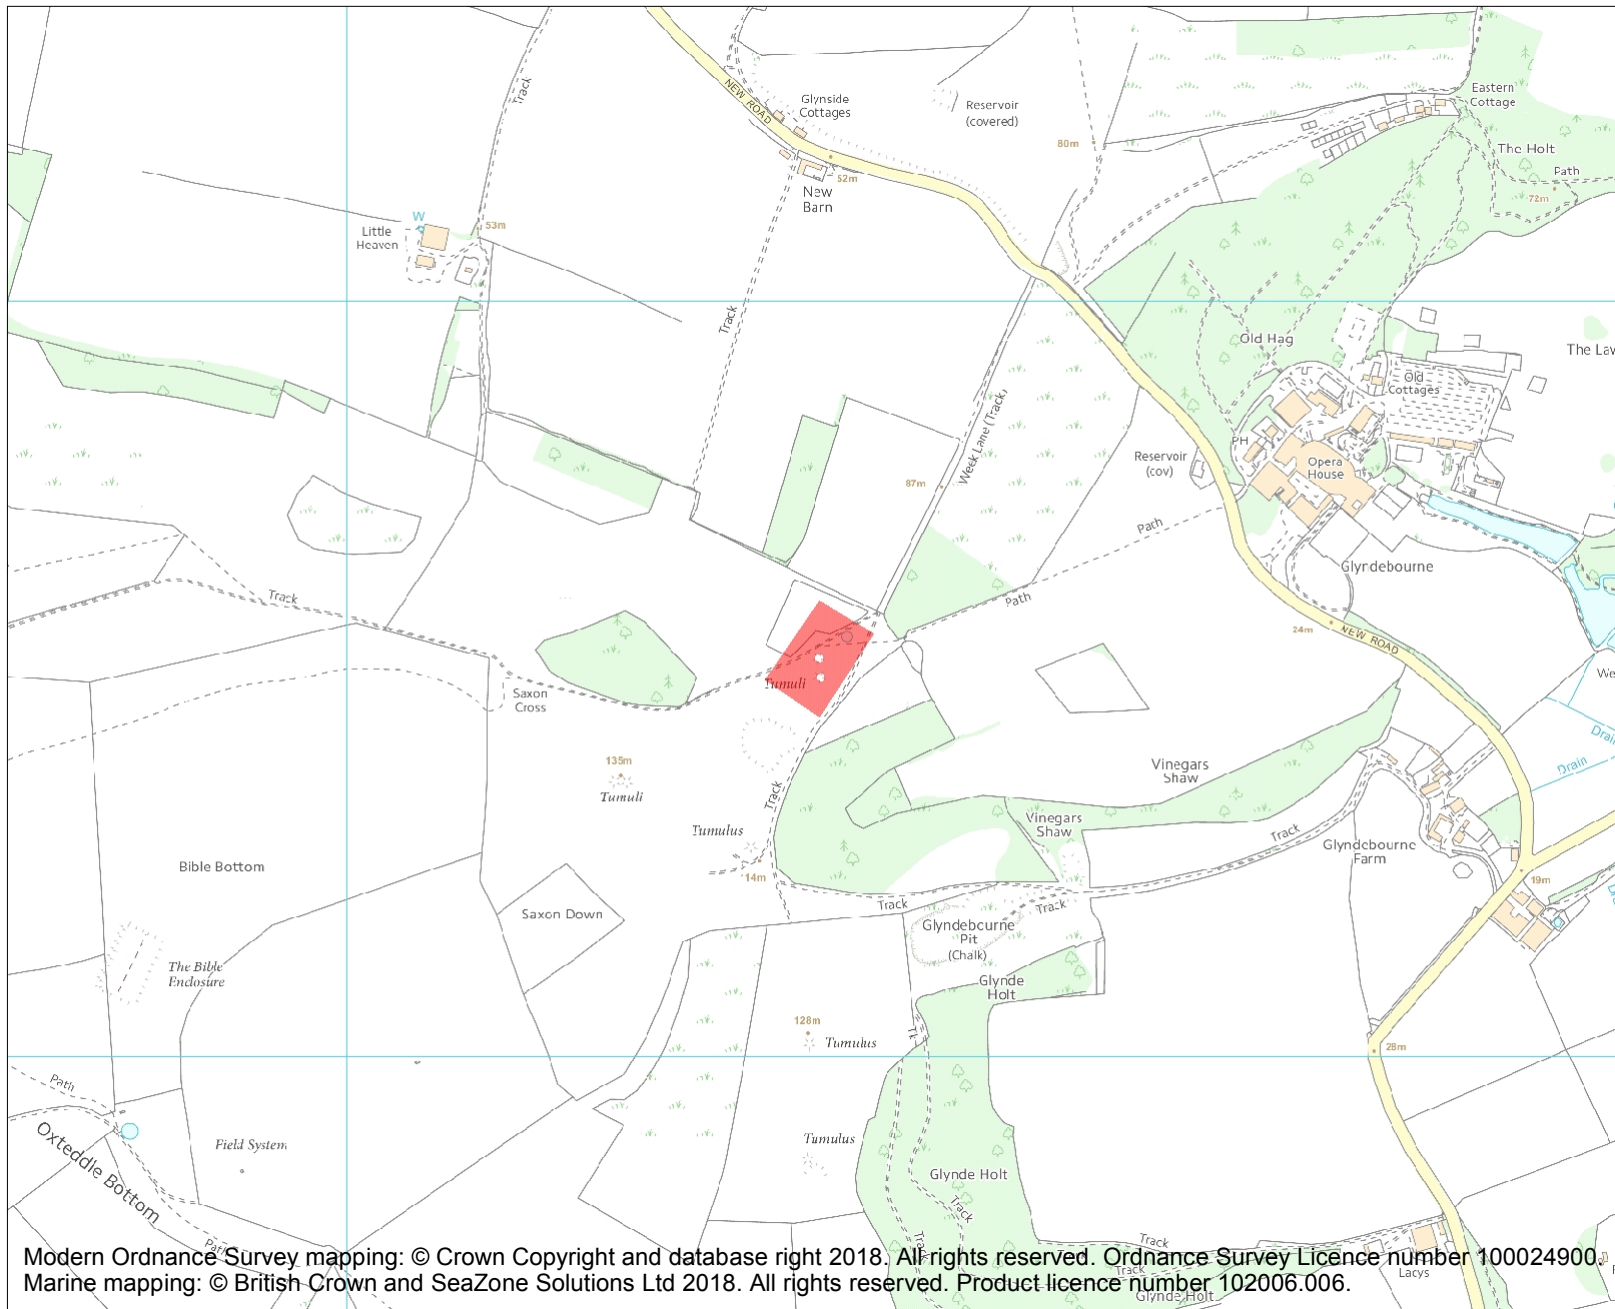 Track
NEW ROAD
Glynside
Cottages
Reservoir
(covered)
Eastern
Cottage
80m
The Holt
Path
72m
52m
New
Barn
W
Little
Heaven
53m
Track
Old Hag
The Law
Old
Cottages
Week Lane (Track)
PH
Opera
House
Reservoir
(cov)
87m
Path
Glyndebourne
Track
Path
24m
NEW ROAD
We
Tumuli
Saxon
Cross
Drain
Drain
135m
Tumuli
Vinegars
Shaw
Track
Tumulus
Vinegars
Shaw
Track
Glyndebourne
Farm
Bible Bottom
14m
19m
Track
Track
Saxon Down
Glyndebourne
Pit
(Chalk)
The Bible
Enclosure
Glynde
Holt
128m
Tumulus
Tk
28m
Path
Oxteddle Bottom
Field System
Tumulus
Glynde Holt
Track
Track
Track
Path
Track
Track
Lacys
Glynde Holt
Modern Ordnance Survey mapping: © Crown Copyright and database right 2018. All rights reserved. Ordnance Survey Licence number 100024900.
Marine mapping: © British Crown and SeaZone Solutions Ltd 2018. All rights reserved. Product licence number 102006.006.